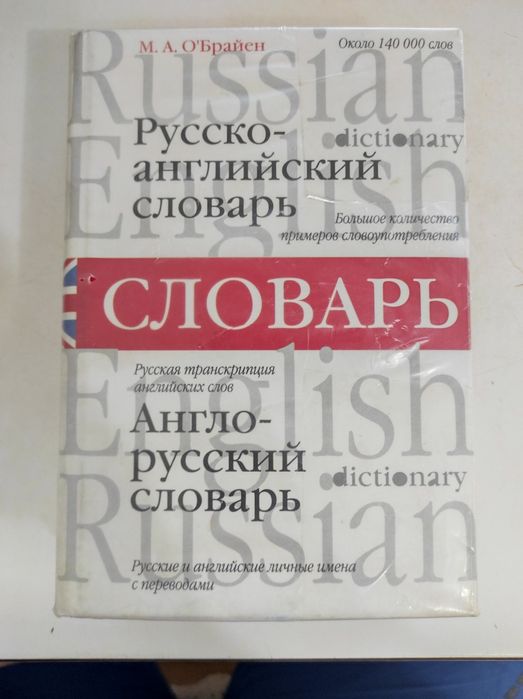 М. А. О'Брайен
Около 140 000 слов
Russian
dictionary
Русско-
английский
словарь
English
Большое количество
примеров словоупотребления
СЛОВАРЬ
English
Русская транскрипция
английских слов
Англо-
русский
словарь
dictionary
Russian
Русские и английские личные имена
с переводами